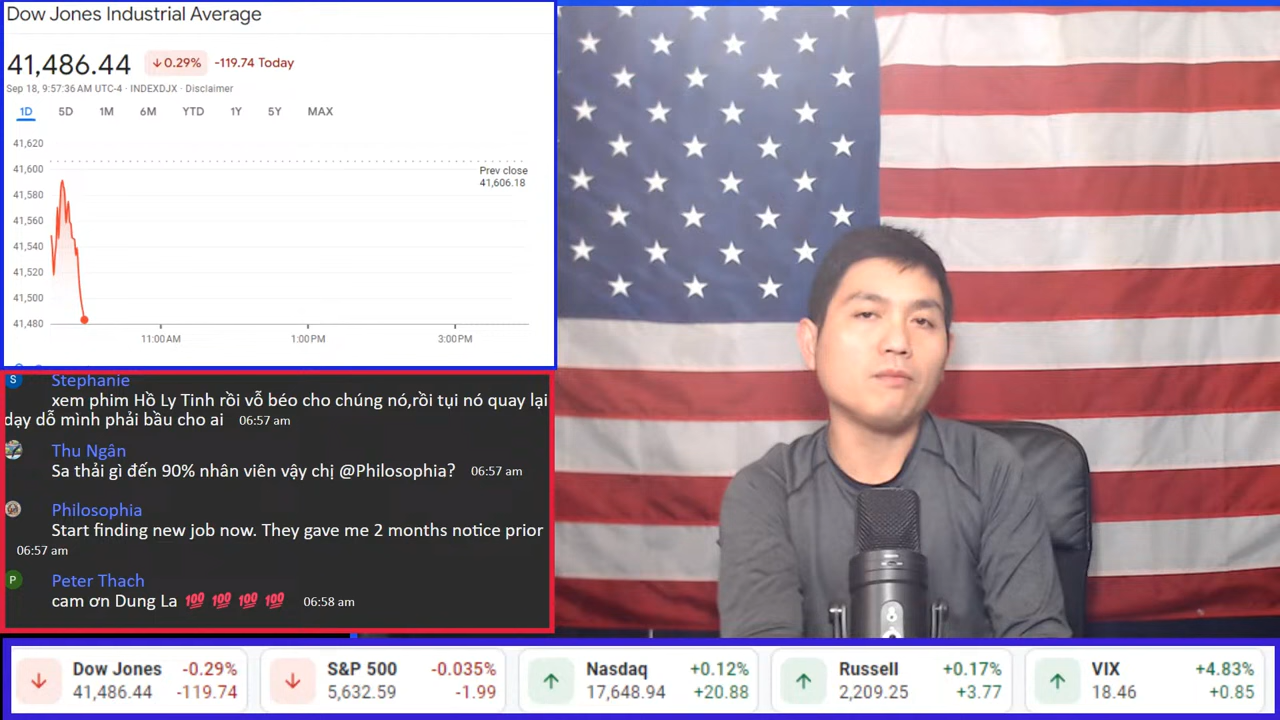 Dow Jones Industrial Average
41,486.44 ↓0.29% -119.74 Today
Sep 18, 9:57:36 AM UTC-4 · INDEXDJX · Disclaimer
1D 5D 1M 6M YTD 1Y 5Y MAX
41,620
41,600
41,580
41,560
41,540
41,520
41,500
41,480
Prev close
41,606.18
11:00 AM 1:00 PM 3:00 PM
S Stephanie
xem phim Hồ Ly Tinh rồi vỗ béo cho chúng nó,rồi tụi nó quay lại
dạy dỗ mình phải bầu cho ai 06:57 am
Thu Ngân
Sa thải gì đến 90% nhân viên vậy chị @Philosophia? 06:57 am
Philosophia
Start finding new job now. They gave me 2 months notice prior
06:57 am
P Peter Thach
cam ơn Dung La 💯 💯 💯 💯 06:58 am
Dow Jones -0.29%
41,486.44 -119.74
S&P 500 -0.035%
5,632.59 -1.99
Nasdaq +0.12%
17,648.94 +20.88
Russell +0.17%
2,209.25 +3.77
VIX +4.83%
18.46 +0.85